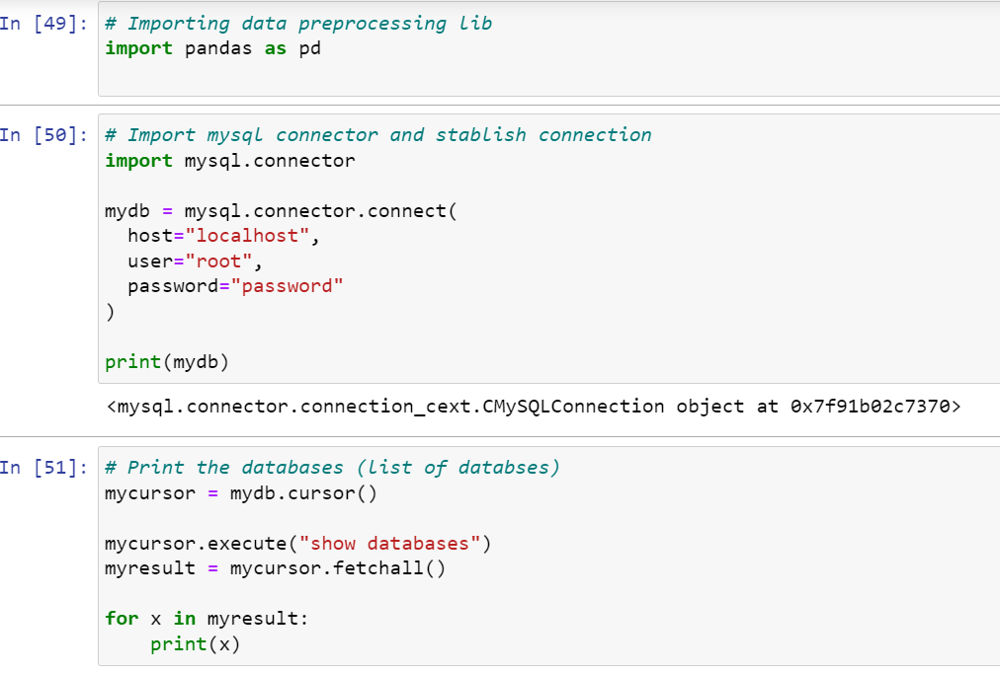 In [49]: # Importing data preprocessing lib
import pandas as pd
In [50]: # Import mysql connector and stablish connection
import mysql.connector
mydb = mysql.connector.connect(
  host="localhost",
  user="root",
  password="password"
)
print(mydb)
<mysql.connector.connection_cext.CMySQLConnection object at 0x7f91b02c7370>
In [51]: # Print the databases (list of databses)
mycursor = mydb.cursor()
mycursor.execute("show databases")
myresult = mycursor.fetchall()
for x in myresult:
    print(x)